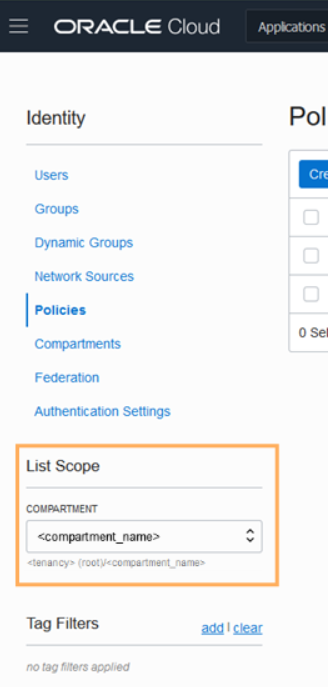 ORACLE Cloud
Applications
Identity
Pol
Cre
Users
Groups
Dynamic Groups
Network Sources
Policies
0 Sel
Compartments
Federation
Authentication Settings
List Scope
COMPARTMENT
<compartment_name>
<tenancy> (root)/<compartment_name>
Tag Filters
add | clear
no tag filters applied